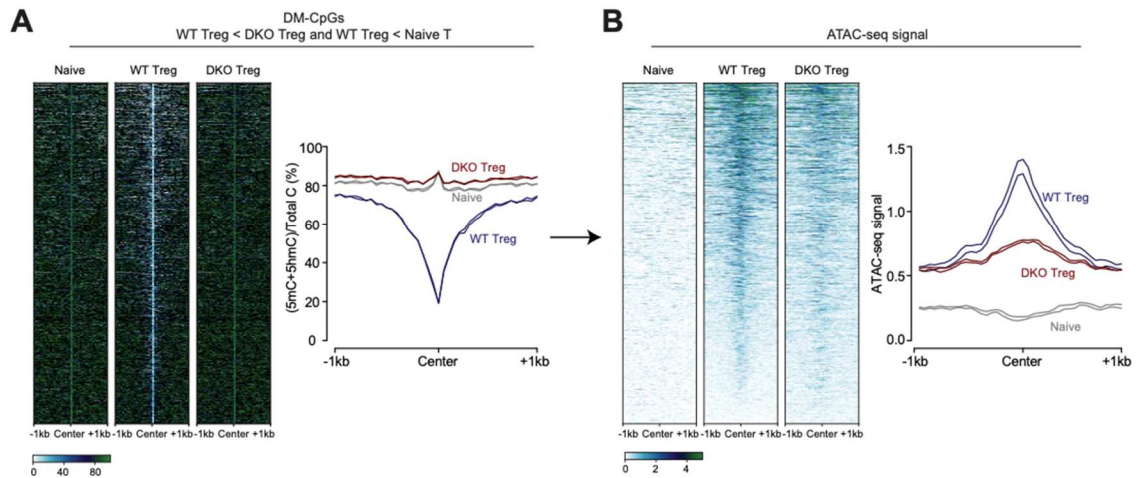 A
DM-CpGs
WT Treg < DKO Treg and WT Treg < Naive T
Naive WT Treg DKO Treg
(5mC+5hmC)/Total C (%)
100
80
60
40
20
0
DKO Treg
Naive
WT Treg
-1kb Center +1kb
-1kb Center +1kb -1kb Center +1kb -1kb Center +1kb
0 40 80
B
ATAC-seq signal
Naive WT Treg DKO Treg
ATAC-seq signal
1.5
1.0
0.5
0.0
WT Treg
DKO Treg
Naive
-1kb Center +1kb
-1kb Center +1kb -1kb Center +1kb -1kb Center +1kb
0 2 4